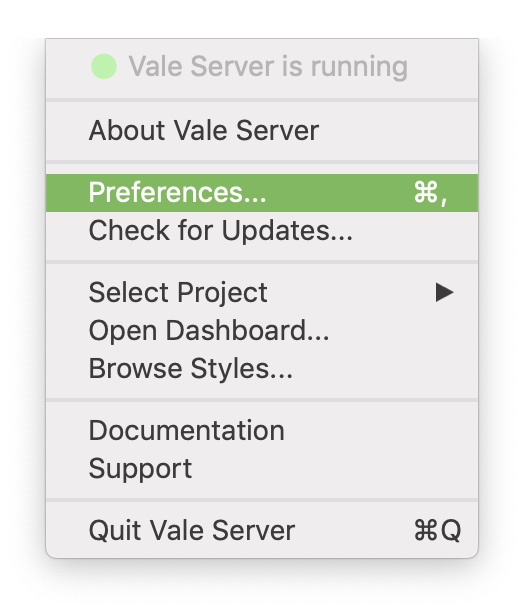 Vale Server is running
About Vale Server
Preferences... ⌘,
Check for Updates...
Select Project ▶
Open Dashboard...
Browse Styles...
Documentation
Support
Quit Vale Server ⌘Q